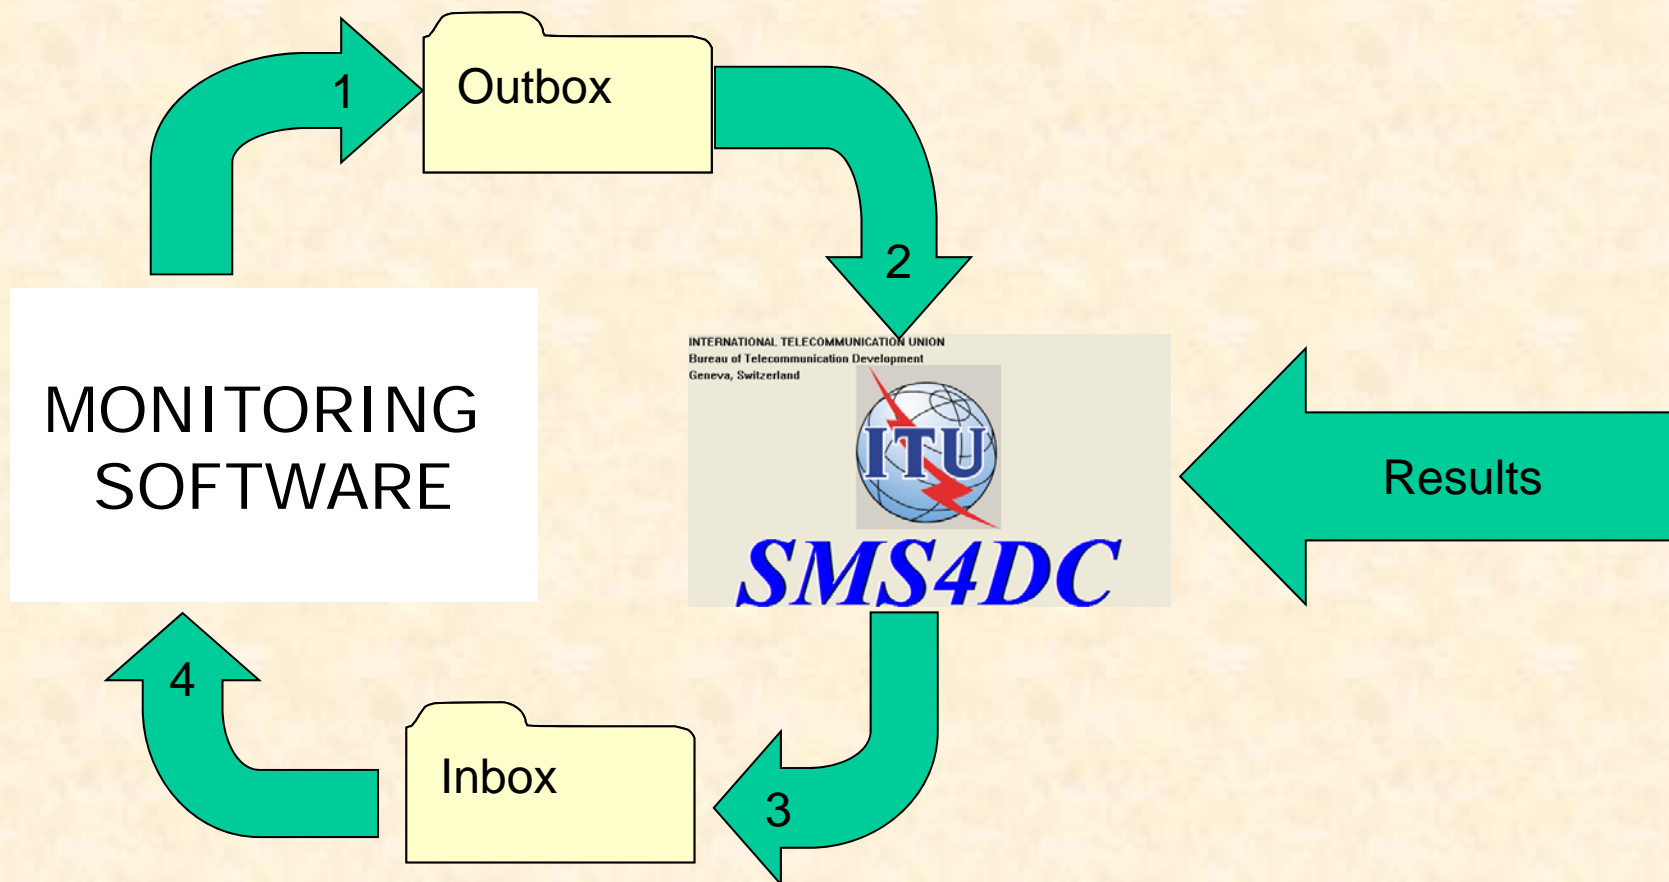 1
Outbox
2
MONITORING
SOFTWARE
INTERNATIONAL TELECOMMUNICATION UNION
Bureau of Telecommunication Development
Geneva, Switzerland
ITU
SMS4DC
Results
4
Inbox
3